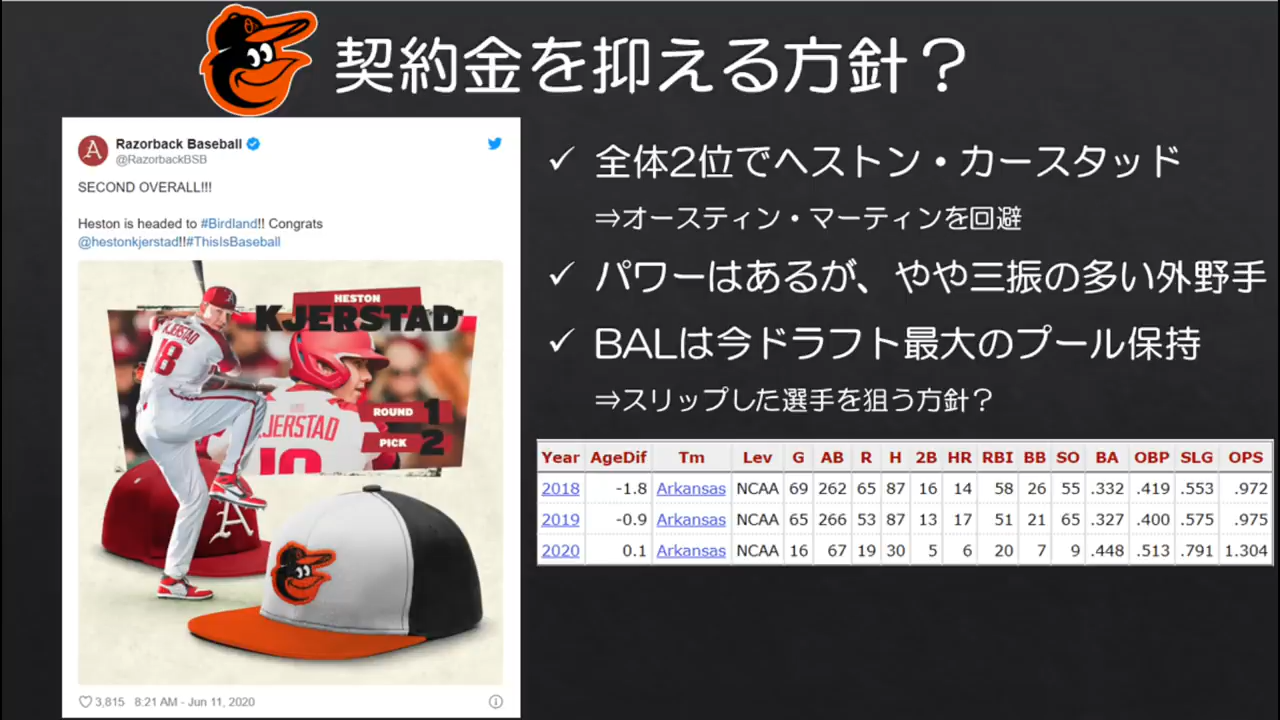 契約金を抑える方針？
Razorback Baseball
@RazorbackBSB
SECOND OVERALL!!!
Heston is headed to #Birdland!! Congrats
@hestonkjerstad!!#ThisIsBaseball
HESTON
KJERSTAD
KJERSTAD
18
KJERSTAD
ROUND 1
PICK 2
A
3,815 8:21 AM - Jun 11, 2020
✓ 全体2位でヘストン・カースタッド
⇒オースティン・マーティンを回避
✓ パワーはあるが、やや三振の多い外野手
✓ BALは今ドラフト最大のプール保持
⇒スリップした選手を狙う方針？
Year AgeDif Tm Lev G AB R H 2B HR RBI BB SO BA OBP SLG OPS
2018 -1.8 Arkansas NCAA 69 262 65 87 16 14 58 26 55 .332 .419 .553 .972
2019 -0.9 Arkansas NCAA 65 266 53 87 13 17 51 21 65 .327 .400 .575 .975
2020 0.1 Arkansas NCAA 16 67 19 30 5 6 20 7 9 .448 .513 .791 1.304